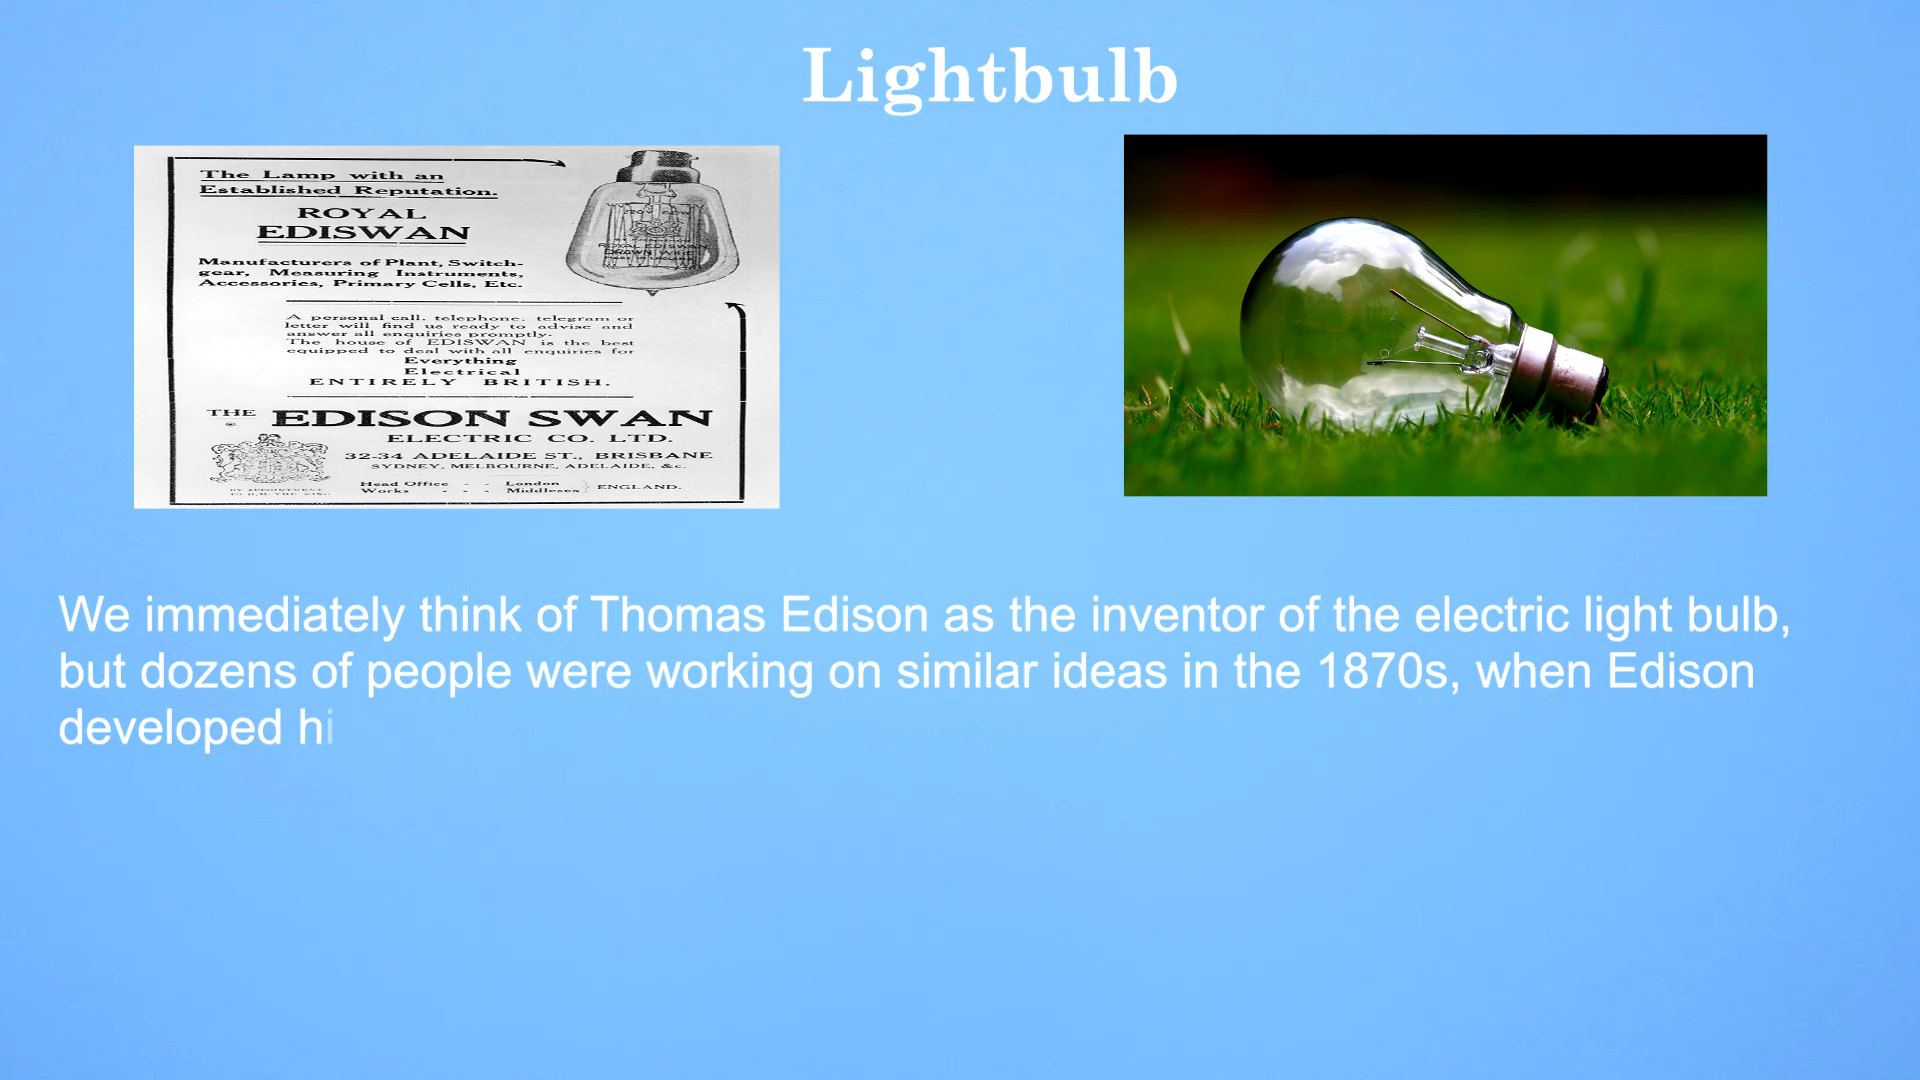 Lightbulb
The Lamp with an
Established Reputation.
ROYAL
EDISWAN
Manufacturers of Plant, Switch-
gear, Measuring Instruments,
Accessories, Primary Cells, Etc.
A personal call, telephone, telegram or
letter will find us ready to advise and
answer all enquiries promptly.
The house of EDISWAN is the best
equipped to deal with all enquiries for
Everything
Electrical
ENTIRELY BRITISH.
THE EDISON SWAN
ELECTRIC CO. LTD.
32-34 ADELAIDE ST., BRISBANE
SYDNEY, MELBOURNE, ADELAIDE, &c.
Head Office - - London
Works - - - Middlesex } ENGLAND.
We immediately think of Thomas Edison as the inventor of the electric light bulb,
but dozens of people were working on similar ideas in the 1870s, when Edison
developed hi